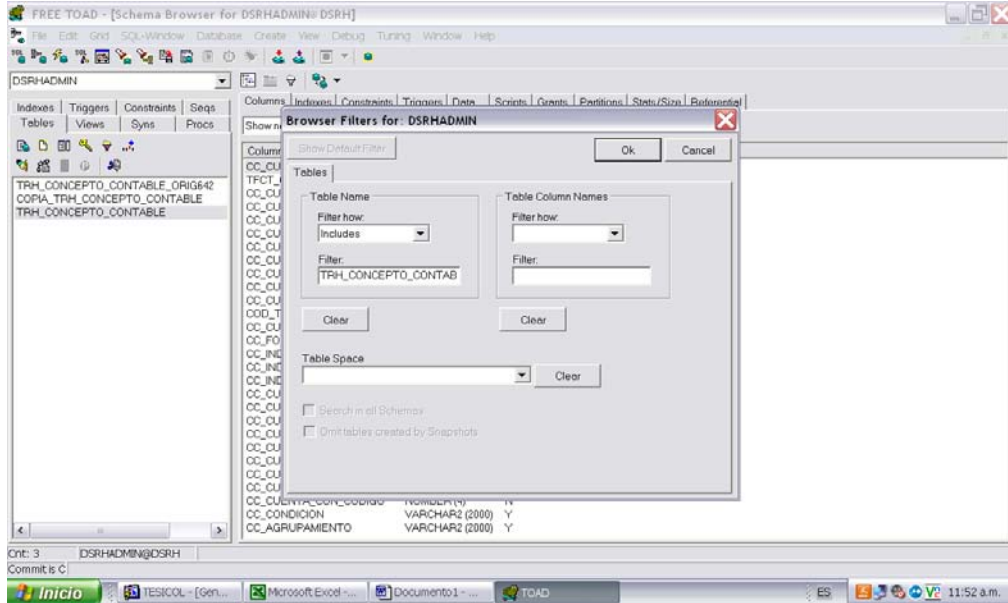 FREE TOAD - [Schema Browser for DSRHADMIN@DSRH]
File Edit Grid SQL-Window Database Create View Debug Tuning Window Help
DSRHADMIN
Indexes Triggers Constraints Seqs
Tables Views Syns Procs
TRH_CONCEPTO_CONTABLE_ORIG642
COPIA_TRH_CONCEPTO_CONTABLE
TRH_CONCEPTO_CONTABLE
Columns Indexes Constraints Triggers Data Scripts Grants Partitions Stats/Size Referential
Browser Filters for: DSRHADMIN
Show Default Filter
Ok
Cancel
Tables
Table Name
Filter how:
Includes
Filter:
TRH_CONCEPTO_CONTAB
Clear
Table Column Names
Filter how:
Filter:
Clear
Table Space
Clear
Search in all Schemas
Omit tables created by Snapshots
CC_CUENTA_CON_CODIGO NUMBER (4) N
CC_CONDICION VARCHAR2 (2000) Y
CC_AGRUPAMIENTO VARCHAR2 (2000) Y
Cnt: 3 DSRHADMIN@DSRH
Commit is C
Inicio TESICOL - [Gen... Microsoft Excel -... Documento1 - ... TOAD ES 11:52 a.m.